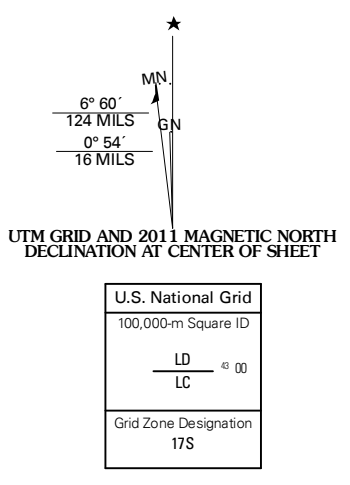 ★
MN.
6° 60´
124 MILS
GN
0° 54´
16 MILS
UTM GRID AND 2011 MAGNETIC NORTH
DECLINATION AT CENTER OF SHEET
U.S. National Grid
100,000-m Square ID
LD
43 00
LC
Grid Zone Designation
17S